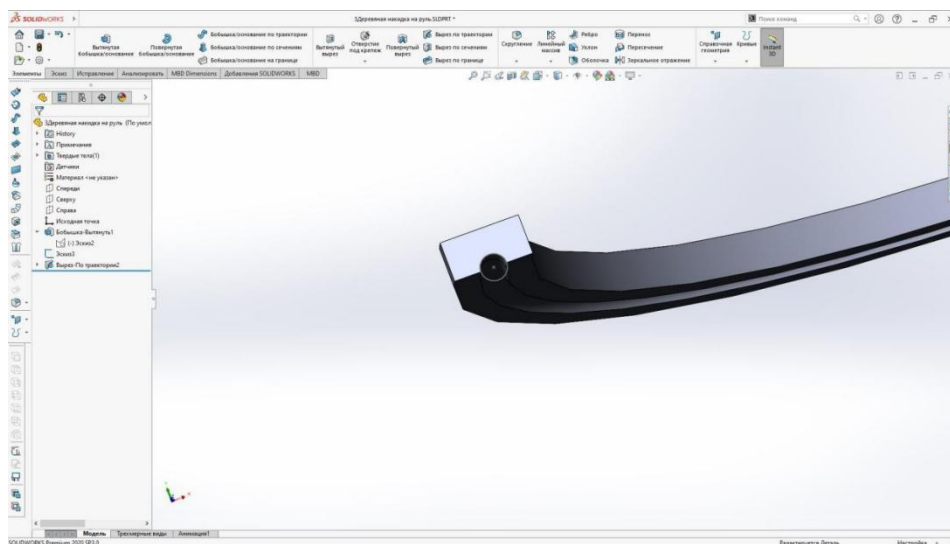 SOLIDWORKS
3Деревяная накидка на руль.SLDPRT *
Поиск команд
Вытянутая бобышка/основание
Повернутая бобышка/основание
Бобышка/основание по траектории
Бобышка/основание по сечениям
Бобышка/основание на границе
Вытянутый вырез
Отверстие под крепеж
Повернутый вырез
Вырез по траектории
Вырез по сечениям
Вырез по границе
Скругление
Линейный массив
Ребро
Уклон
Оболочка
Перенос
Пересечение
Зеркальное отражение
Справочная геометрия
Кривые
Instant 3D
Элементы Эскиз Исправление Анализировать MBD Dimensions Добавления SOLIDWORKS MBD
3Деревяная накидка на руль (По умол
History
Примечания
Твердые тела(1)
Датчики
Материал <не указан>
Спереди
Сверху
Справа
Исходная точка
Бобышка-Вытянуть1
(-) Эскиз2
Эскиз3
Вырез-По траектории2
Модель Трехмерные виды Анимация1
SOLIDWORKS Premium 2020 SP3.0
Редактируется Деталь
Настройка